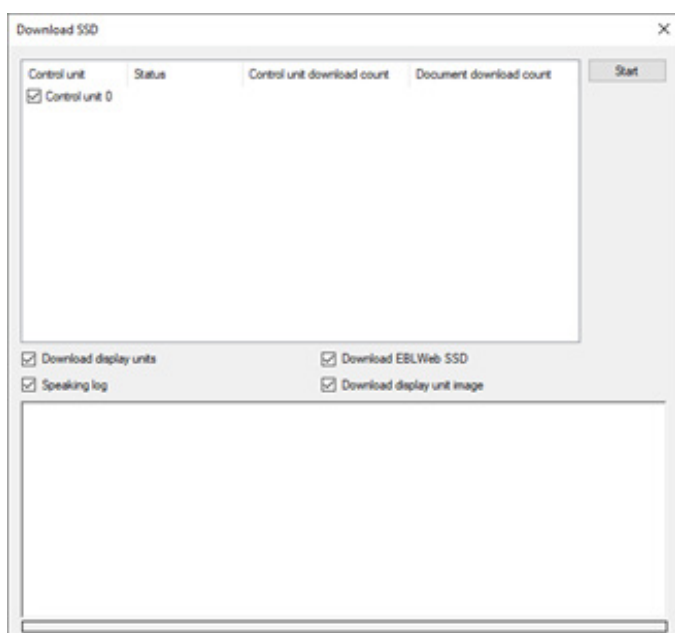 Download SSD
Control unit Status Control unit download count Document download count Start
Control unit 0
Download display units Download EBLWeb SSD
Speaking log Download display unit image